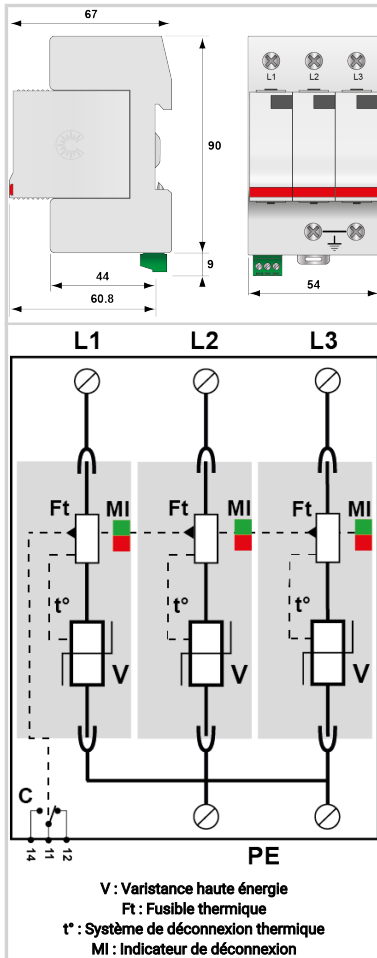 67
L1 L2 L3
90
9
44
60.8
54
L1 L2 L3
Ft MI Ft MI Ft MI
t° t° t°
V V V
C
14 11 12
PE
V : Varistance haute énergie
Ft : Fusible thermique
t° : Système de déconnexion thermique
MI : Indicateur de déconnexion